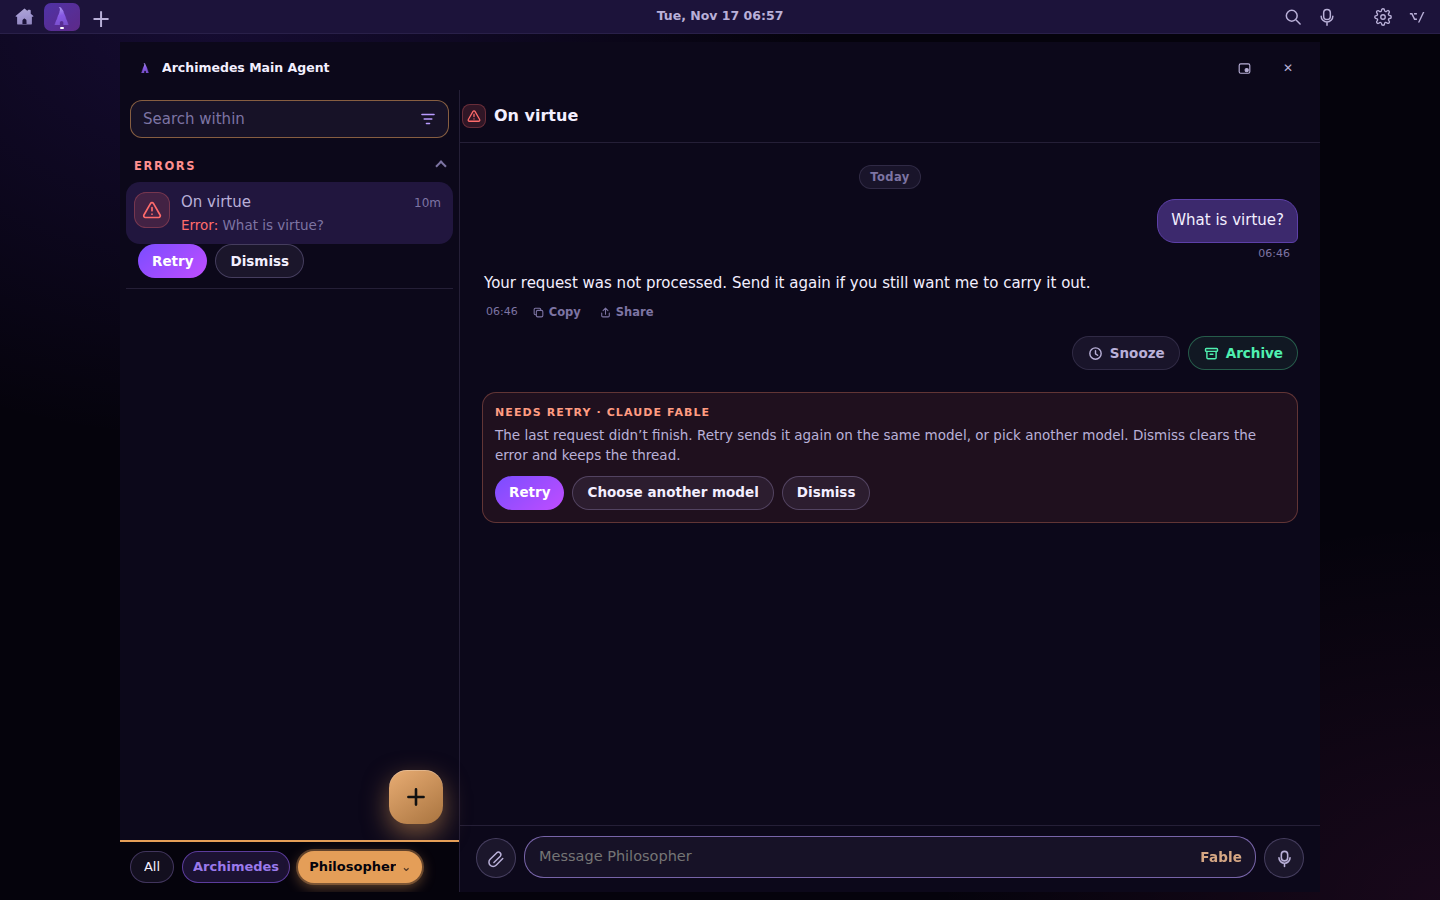 Tue, Nov 17 06:57
⌥/
Archimedes Main Agent
Search within
ERRORS
On virtue
10m
Error: What is virtue?
Retry
Dismiss
All
Archimedes
Philosopher
On virtue
Today
What is virtue?
06:46
Your request was not processed. Send it again if you still want me to carry it out.
06:46 Copy Share
Snooze
Archive
NEEDS RETRY · CLAUDE FABLE
The last request didn’t finish. Retry sends it again on the same model, or pick another model. Dismiss clears the
error and keeps the thread.
Retry
Choose another model
Dismiss
Message Philosopher
Fable